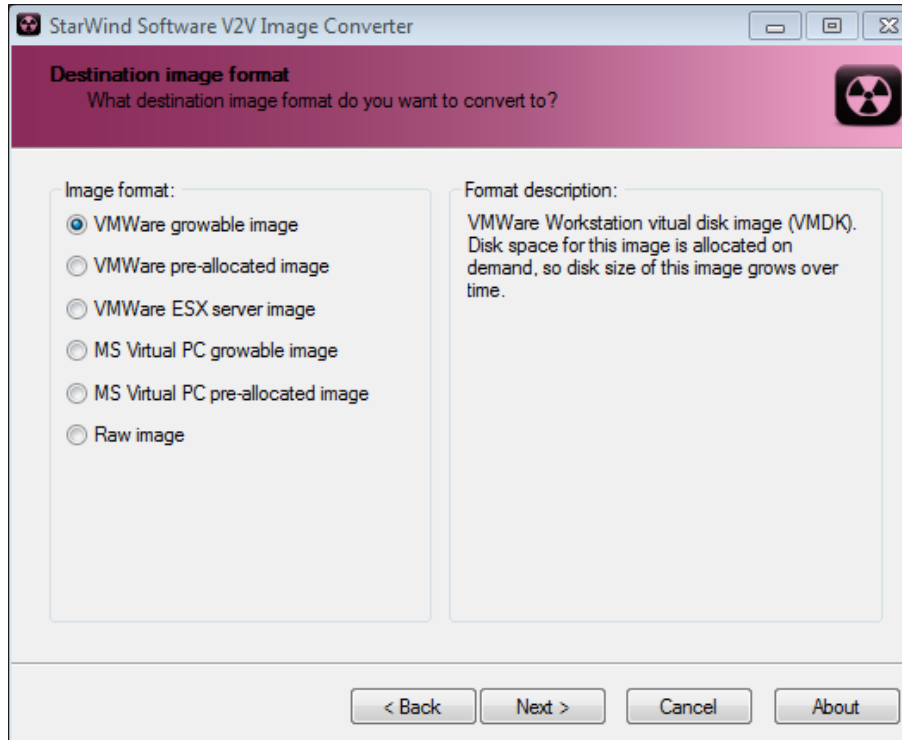 StarWind Software V2V Image Converter
Destination image format
What destination image format do you want to convert to?
Image format:
VMWare growable image
VMWare pre-allocated image
VMWare ESX server image
MS Virtual PC growable image
MS Virtual PC pre-allocated image
Raw image
Format description:
VMWare Workstation vitual disk image (VMDK).
Disk space for this image is allocated on
demand, so disk size of this image grows over
time.
< Back
Next >
Cancel
About